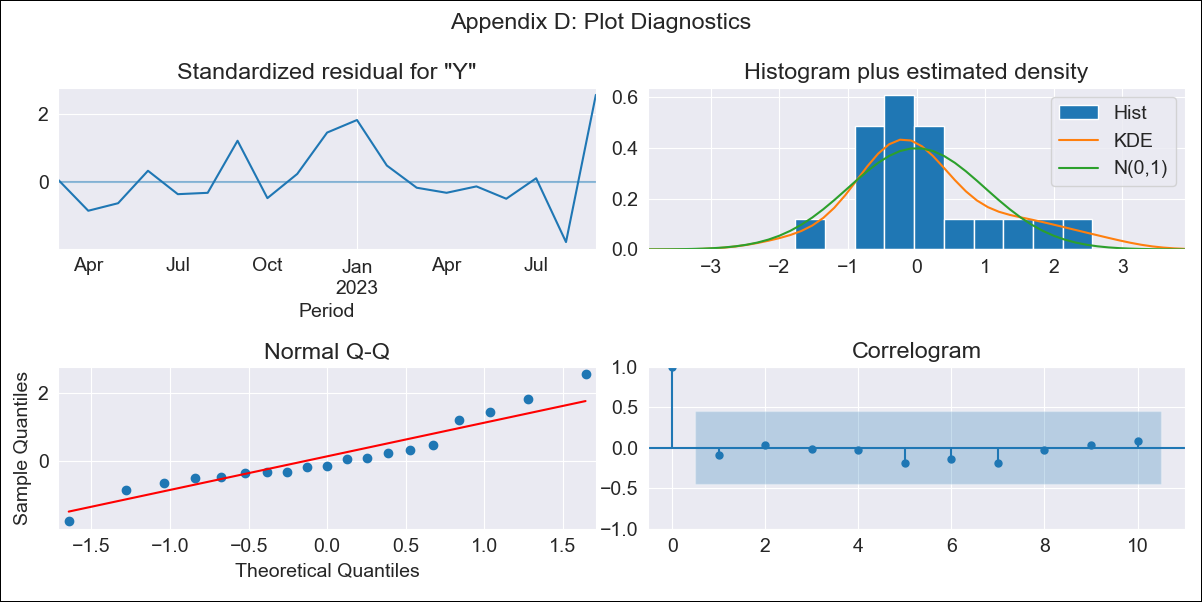 Appendix D: Plot Diagnostics
Standardized residual for "Y"
2
0
Apr
Jul
Oct
Jan
2023
Apr
Jul
Period
Histogram plus estimated density
0.6
0.4
0.2
0.0
−3
−2
−1
0
1
2
3
Hist
KDE
N(0,1)
Normal Q-Q
Sample Quantiles
2
0
−1.5
−1.0
−0.5
0.0
0.5
1.0
1.5
Theoretical Quantiles
Correlogram
1.0
0.5
0.0
−0.5
−1.0
0
2
4
6
8
10